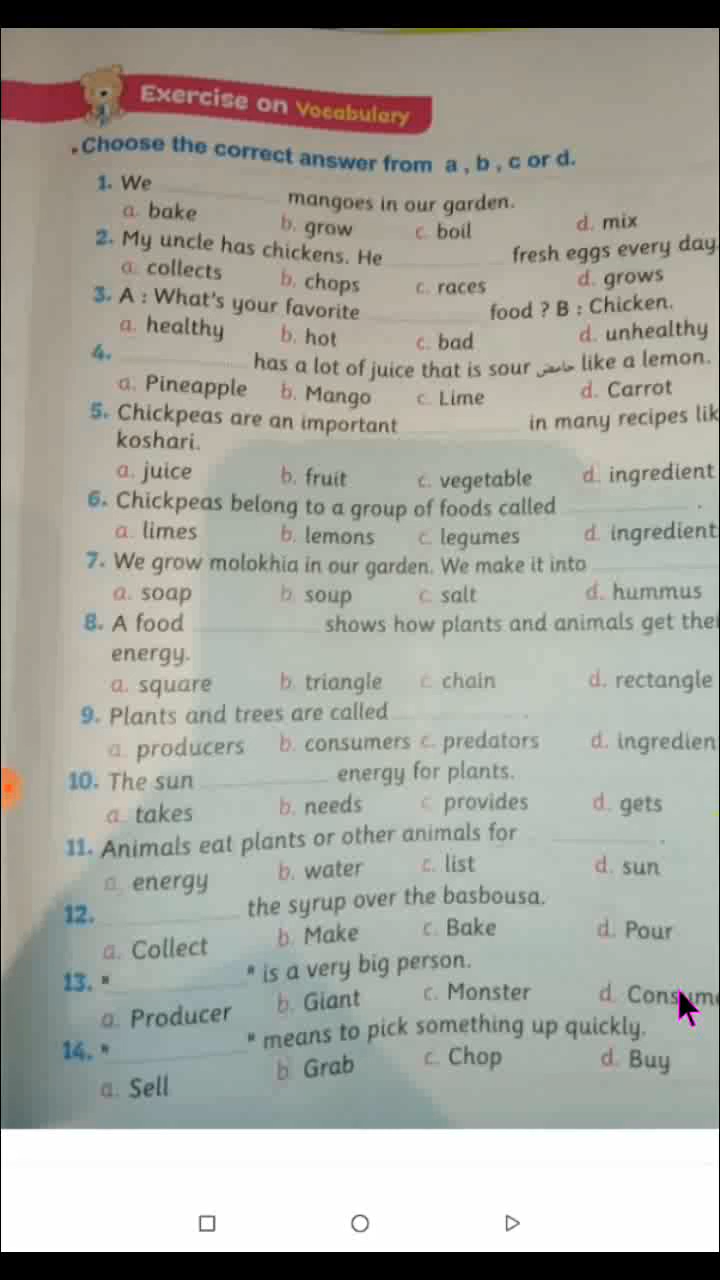 Exercise on Vocabulary
Choose the correct answer from a , b , c or d.
1. We ________ mangoes in our garden.
a. bake b. grow c. boil d. mix
2. My uncle has chickens. He ________ fresh eggs every day
a. collects b. chops c. races d. grows
3. A : What's your favorite ________ food ? B : Chicken.
a. healthy b. hot c. bad d. unhealthy
4. ________ has a lot of juice that is sour حامض like a lemon.
a. Pineapple b. Mango c. Lime d. Carrot
5. Chickpeas are an important ________ in many recipes lik
koshari.
a. juice b. fruit c. vegetable d. ingredient
6. Chickpeas belong to a group of foods called ________.
a. limes b. lemons c. legumes d. ingredient
7. We grow molokhia in our garden. We make it into ________
a. soap b. soup c. salt d. hummus
8. A food ________ shows how plants and animals get thei
energy.
a. square b. triangle c. chain d. rectangle
9. Plants and trees are called ________.
a. producers b. consumers c. predators d. ingredien
10. The sun ________ energy for plants.
a. takes b. needs c. provides d. gets
11. Animals eat plants or other animals for ________.
a. energy b. water c. list d. sun
12. ________ the syrup over the basbousa.
a. Collect b. Make c. Bake d. Pour
13. " ________ " is a very big person.
a. Producer b. Giant c. Monster d. Consume
14. " ________ " means to pick something up quickly.
a. Sell b. Grab c. Chop d. Buy